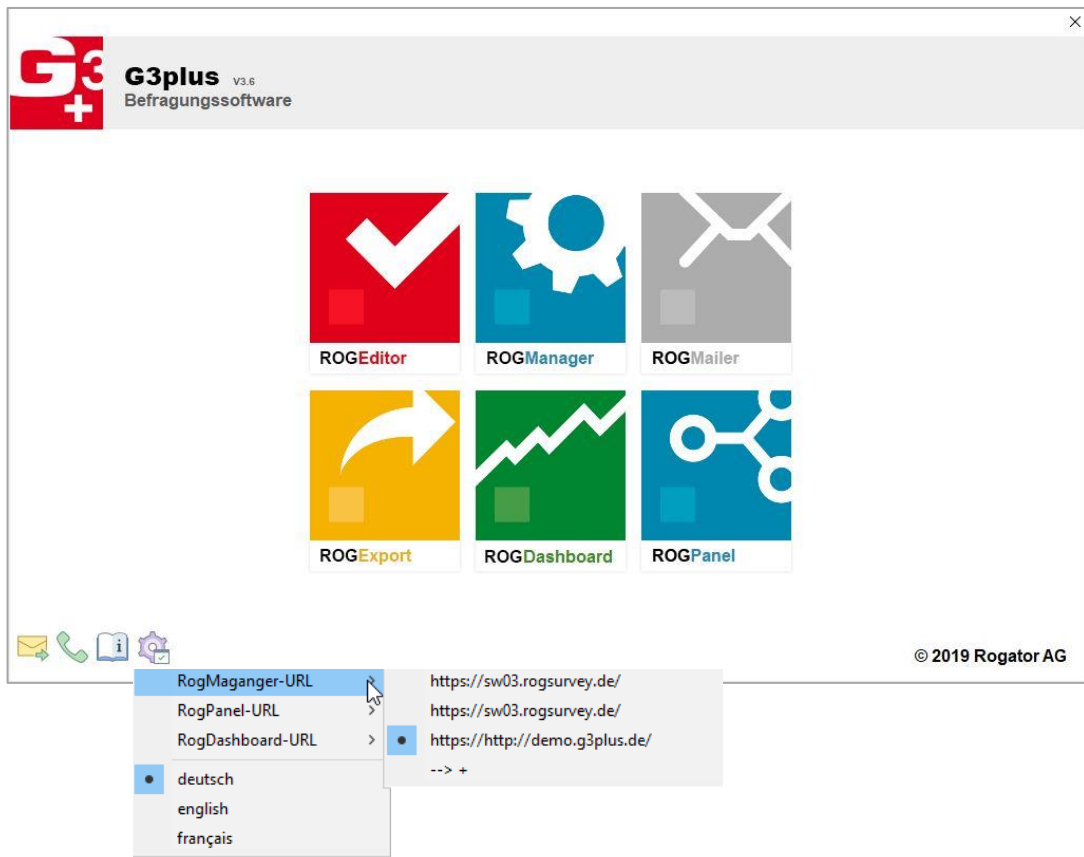 G3+
G3plus V3.6
Befragungssoftware
ROGEditor
ROGManager
ROGMailer
ROGExport
ROGDashboard
ROGPanel
i
© 2019 Rogator AG
RogMaganger-URL >
https://sw03.rogsurvey.de/
RogPanel-URL >
https://sw03.rogsurvey.de/
RogDashboard-URL >
https://http://demo.g3plus.de/
--> +
deutsch
english
français